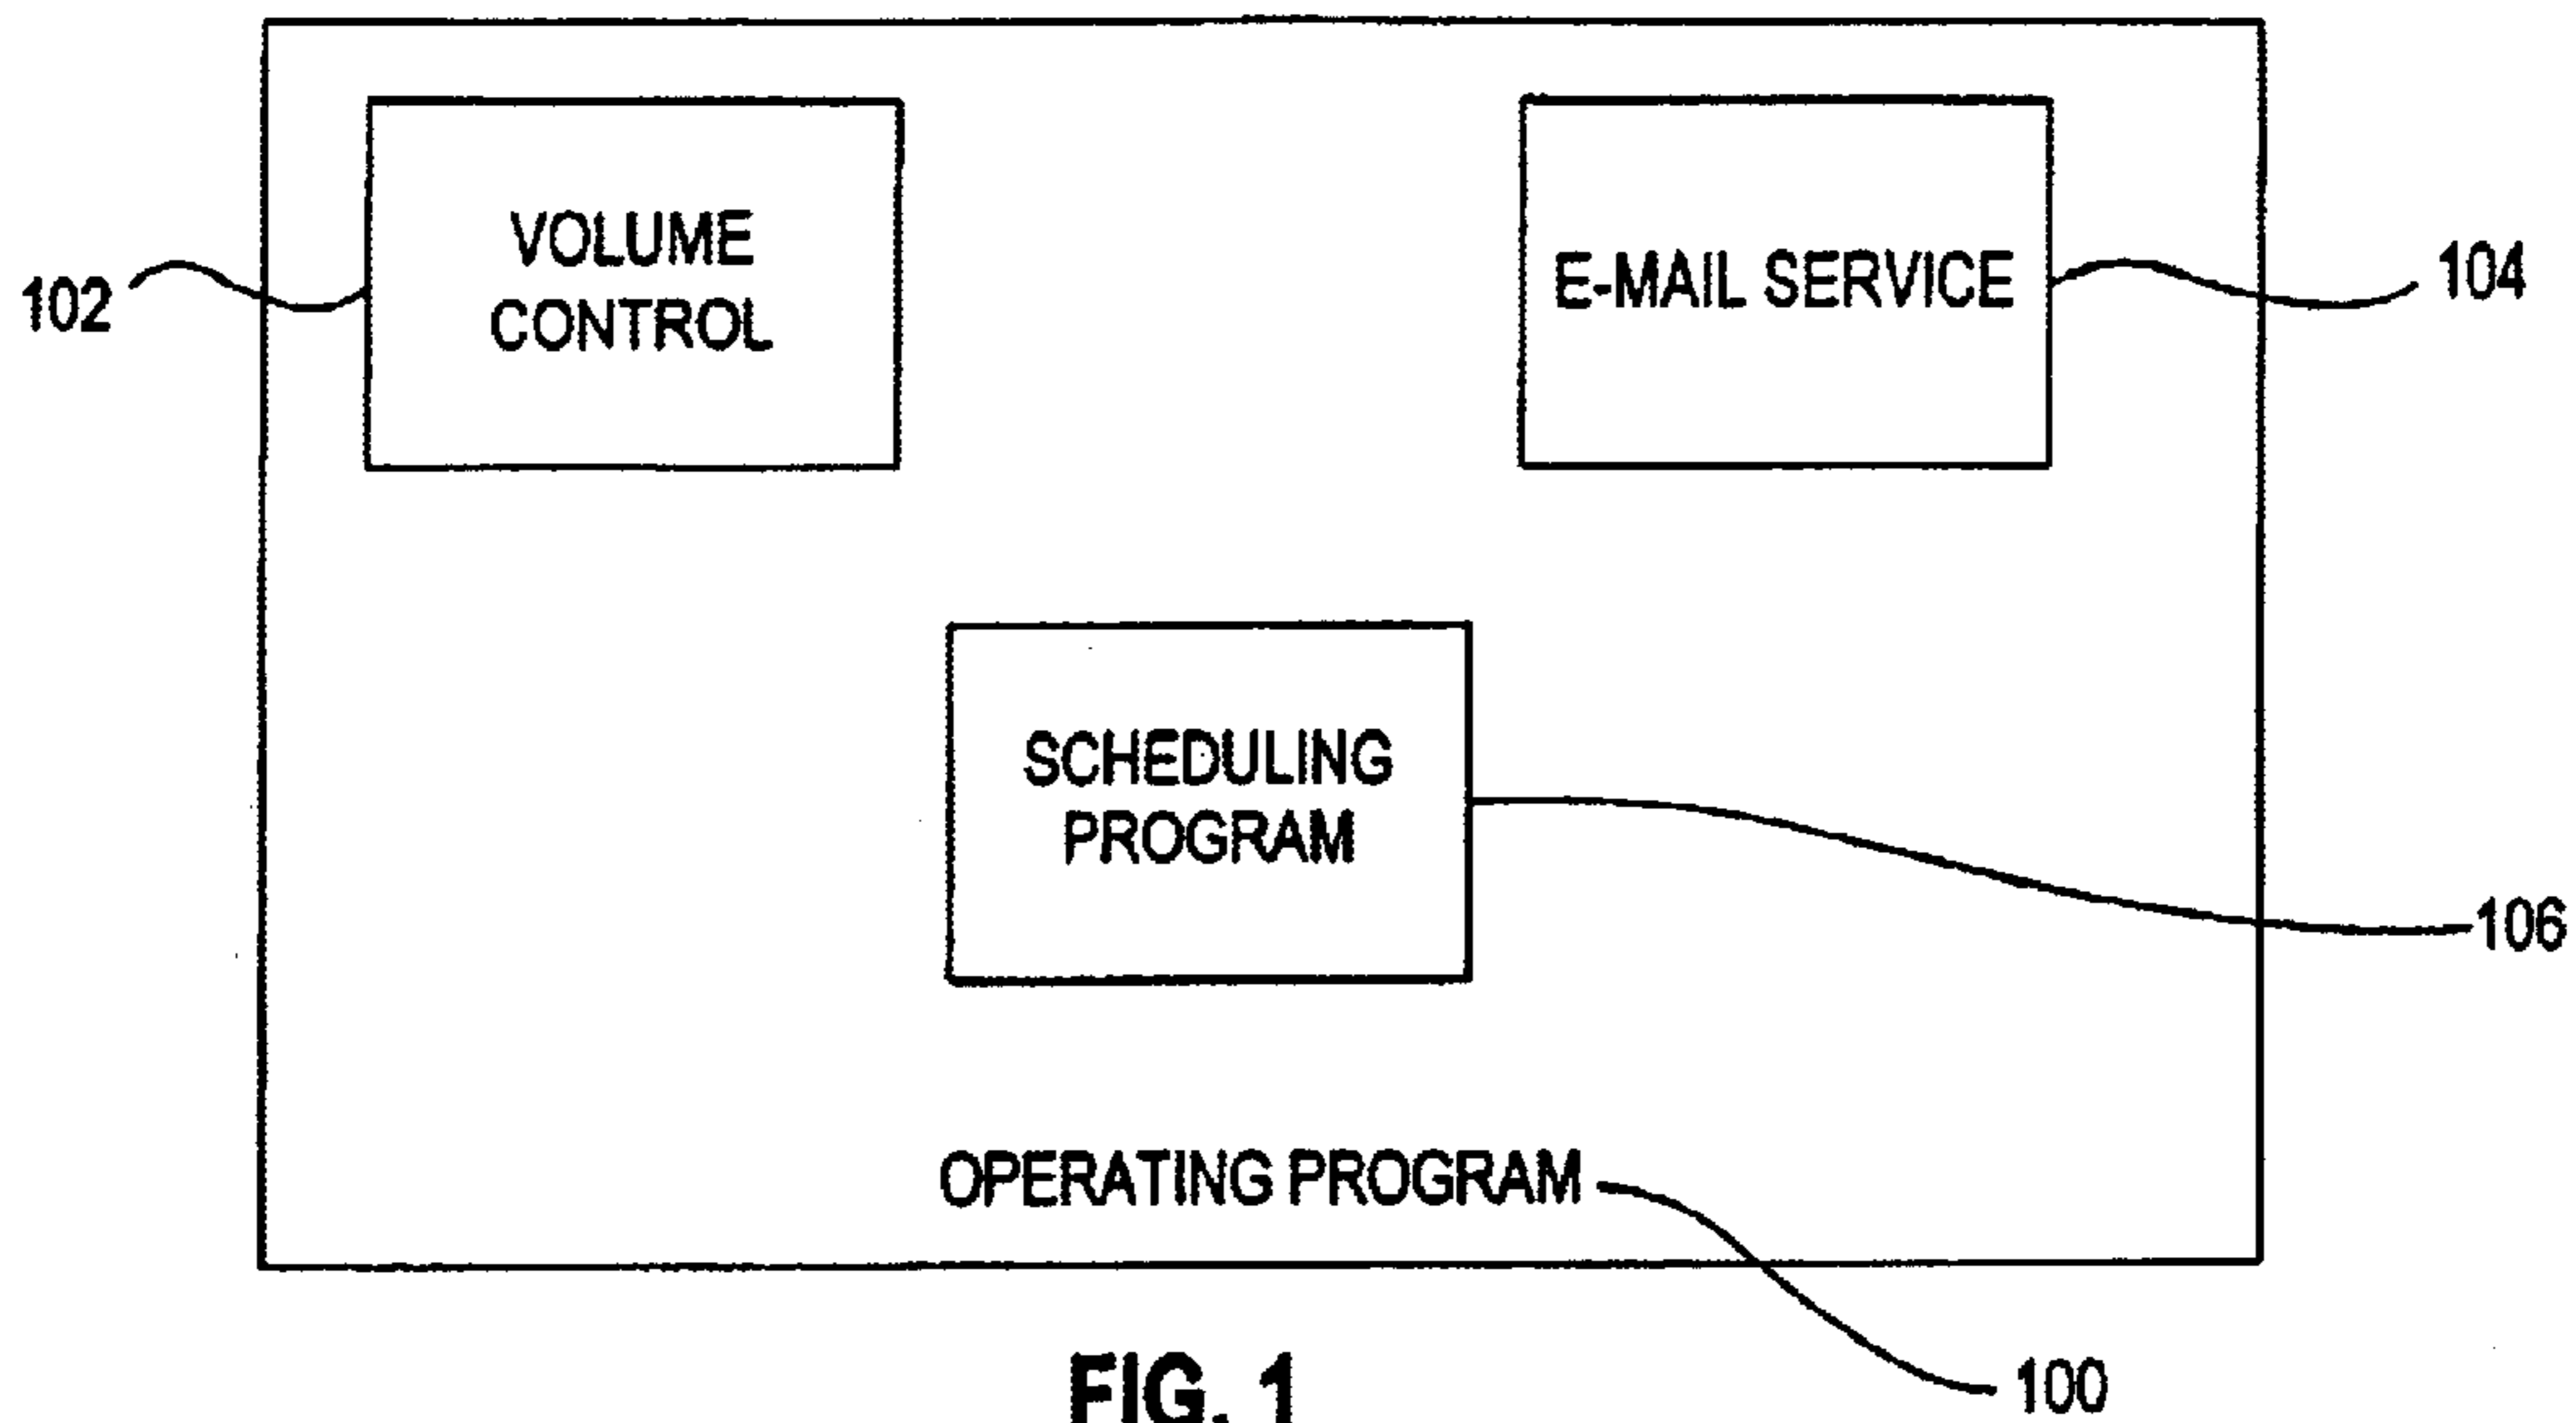 VOLUME
CONTROL
102
E-MAIL SERVICE
104
SCHEDULING
PROGRAM
106
OPERATING PROGRAM
100
FIG. 1